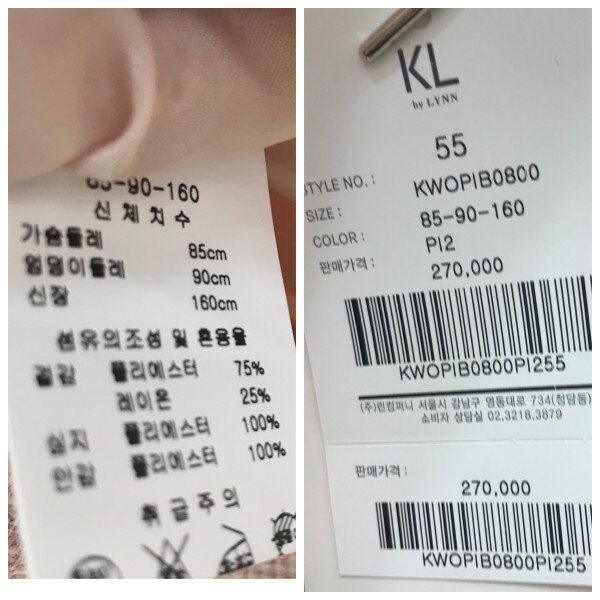 85-90-160
신체치수
가슴둘레 85cm
엉덩이둘레 90cm
신장 160cm
섬유의조성 및 혼용율
겉감 폴리에스터 75%
레이온 25%
심지 폴리에스터 100%
안감 폴리에스터 100%
취급주의
KL
by LYNN
55
STYLE NO.: KWOPIB0800
SIZE: 85-90-160
COLOR: PI2
판매가격: 270,000
KWOPIB0800PI255
(주)린컴퍼니 서울시 강남구 영동대로 734(청담동)
소비자 상담실 02.3218.3879
판매가격:
270,000
KWOPIB0800PI255